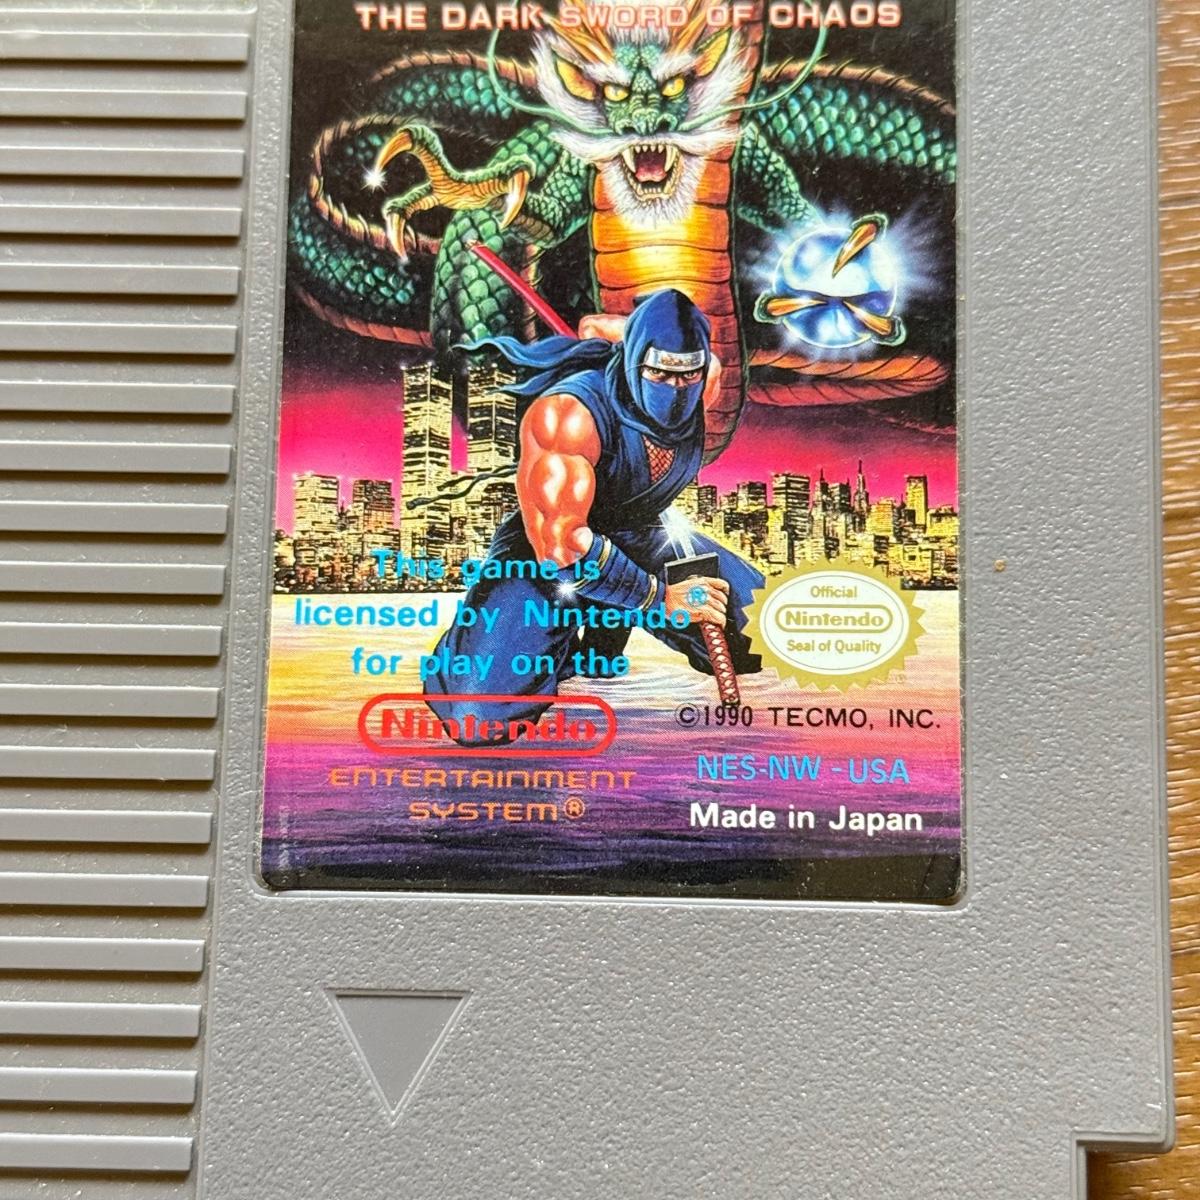 THE DARK SWORD OF CHAOS
This game is
licensed by Nintendo®
for play on the
Nintendo
ENTERTAINMENT
SYSTEM®
Official
Nintendo
Seal of Quality
©1990 TECMO, INC.
NES-NW-USA
Made in Japan